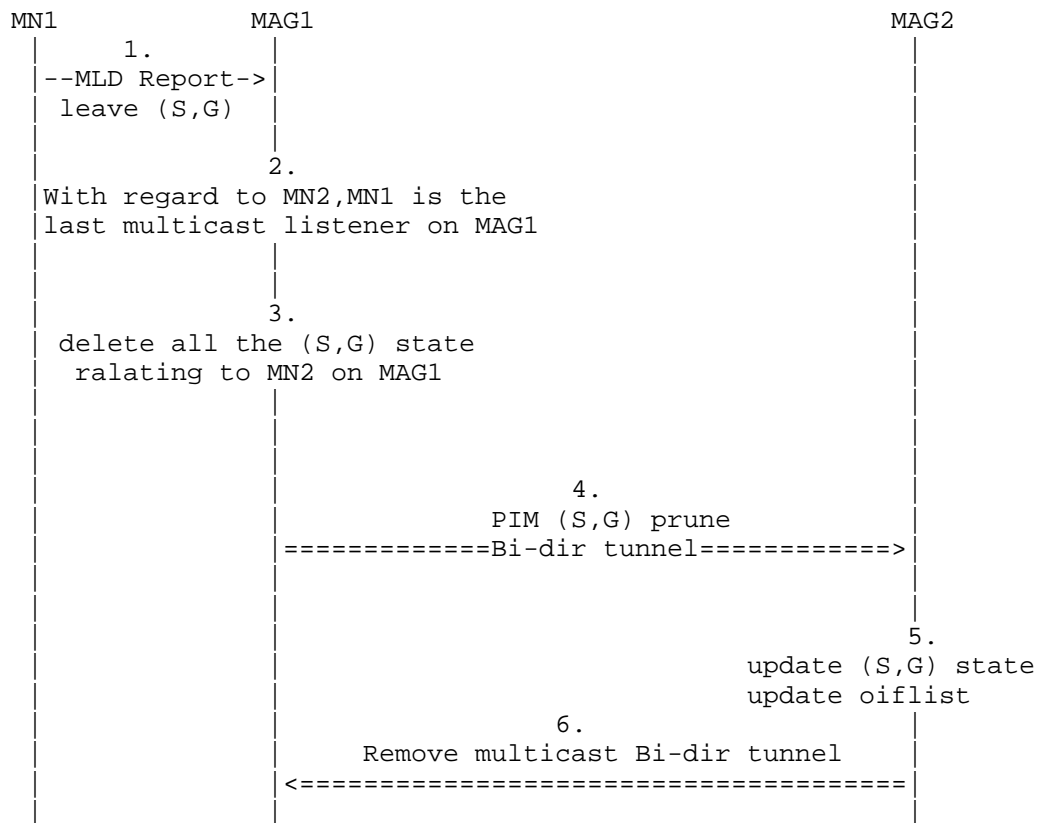 MN1 MAG1 MAG2
1.
--MLD Report->
leave (S,G)
2.
With regard to MN2,MN1 is the
last multicast listener on MAG1
3.
delete all the (S,G) state
ralating to MN2 on MAG1
4.
PIM (S,G) prune
=============Bi-dir tunnel============>
5.
update (S,G) state
update oiflist
6.
Remove multicast Bi-dir tunnel
<======================================